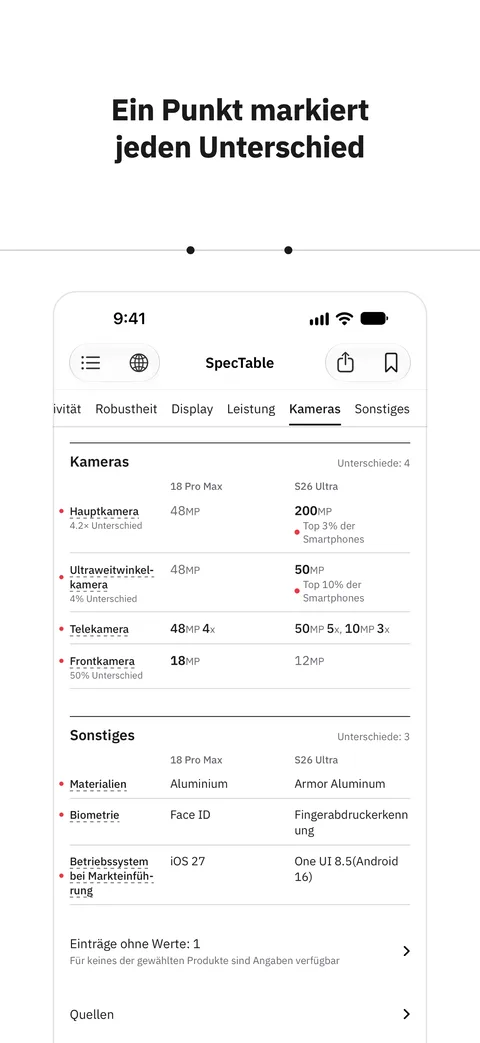 Ein Punkt markiert
jeden Unterschied
9:41
SpecTable
ivität Robustheit Display Leistung Kameras Sonstiges
Kameras Unterschiede: 4
18 Pro Max S26 Ultra
Hauptkamera 48MP 200MP
4.2× Unterschied Top 3% der
Smartphones
Ultraweitwinkel- 48MP 50MP
kamera Top 10% der
4% Unterschied Smartphones
Telekamera 48MP 4x 50MP 5x, 10MP 3x
Frontkamera 18MP 12MP
50% Unterschied
Sonstiges Unterschiede: 3
18 Pro Max S26 Ultra
Materialien Aluminium Armor Aluminum
Biometrie Face ID Fingerabdruckerkenn
ung
Betriebssystem iOS 27 One UI 8.5(Android
bei Markteinfüh- 16)
rung
Einträge ohne Werte: 1
Für keines der gewählten Produkte sind Angaben verfügbar
Quellen